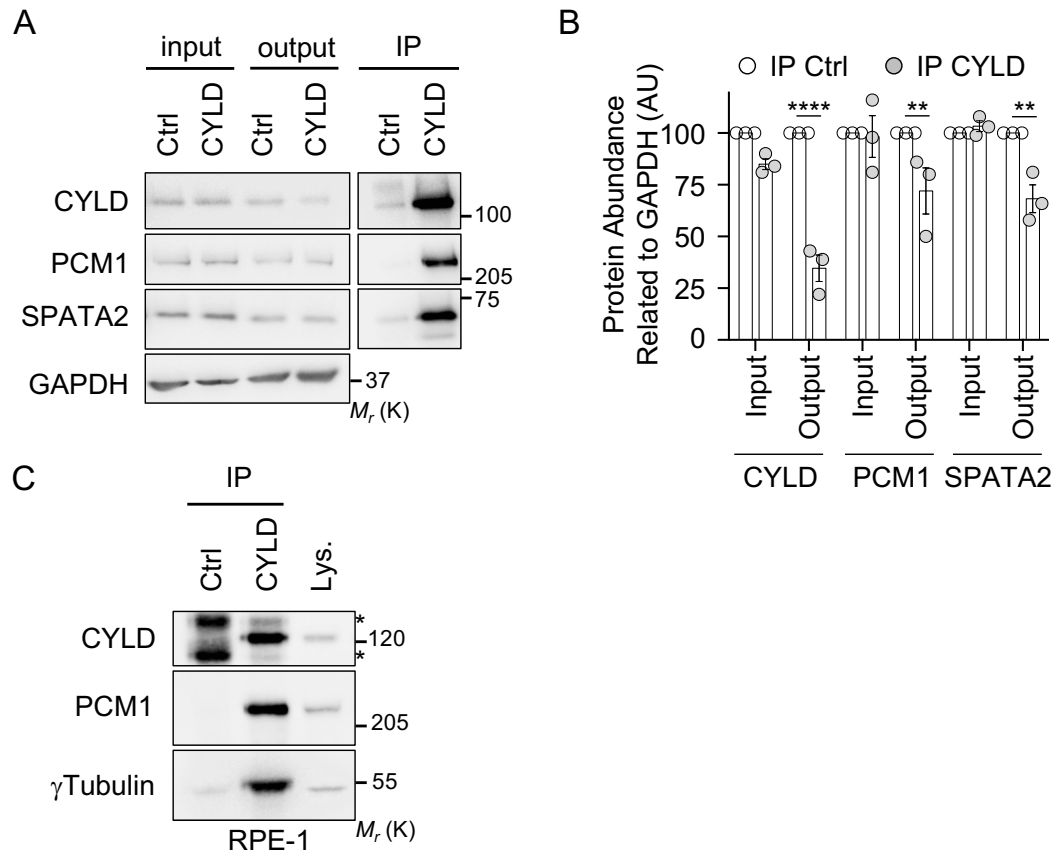 A
input output IP
Ctrl CYLD Ctrl CYLD Ctrl CYLD
CYLD
100
PCM1
205
75
SPATA2
GAPDH
37
Mr (K)
B
IP Ctrl IP CYLD
**** ** **
Protein Abundance
Related to GAPDH (AU)
100
75
50
25
0
Input Output Input Output Input Output
CYLD PCM1 SPATA2
C
IP
Ctrl CYLD Lys.
*
CYLD 120
*
PCM1
205
γTubulin 55
RPE-1 Mr (K)